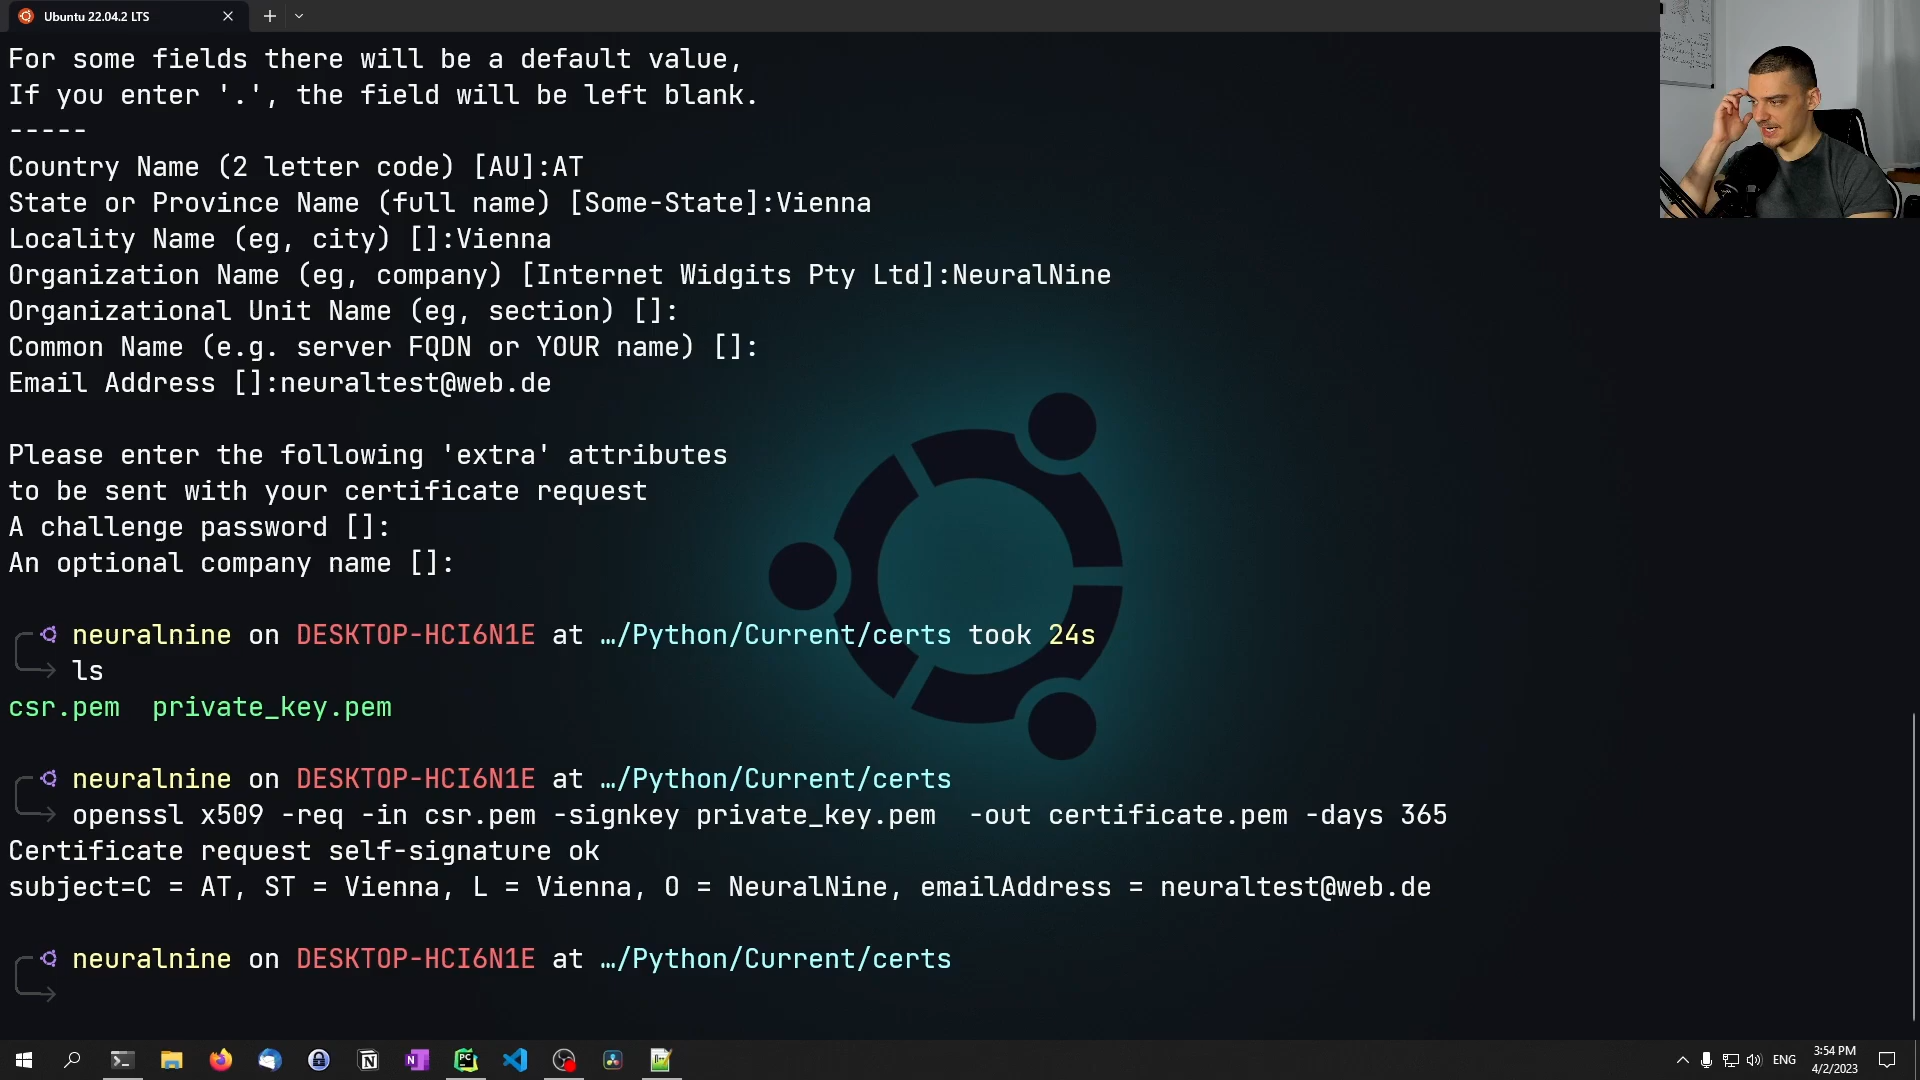 Ubuntu 22.04.2 LTS
For some fields there will be a default value,
If you enter '.', the field will be left blank.
-----
Country Name (2 letter code) [AU]:AT
State or Province Name (full name) [Some-State]:Vienna
Locality Name (eg, city) []:Vienna
Organization Name (eg, company) [Internet Widgits Pty Ltd]:NeuralNine
Organizational Unit Name (eg, section) []:
Common Name (e.g. server FQDN or YOUR name) []:
Email Address []:neuraltest@web.de
Please enter the following 'extra' attributes
to be sent with your certificate request
A challenge password []:
An optional company name []:
neuralnine on DESKTOP-HCI6N1E at …/Python/Current/certs took 24s
ls
csr.pem  private_key.pem
neuralnine on DESKTOP-HCI6N1E at …/Python/Current/certs
openssl x509 -req -in csr.pem -signkey private_key.pem  -out certificate.pem -days 365
Certificate request self-signature ok
subject=C = AT, ST = Vienna, L = Vienna, O = NeuralNine, emailAddress = neuraltest@web.de
neuralnine on DESKTOP-HCI6N1E at …/Python/Current/certs
ENG
3:54 PM
4/2/2023